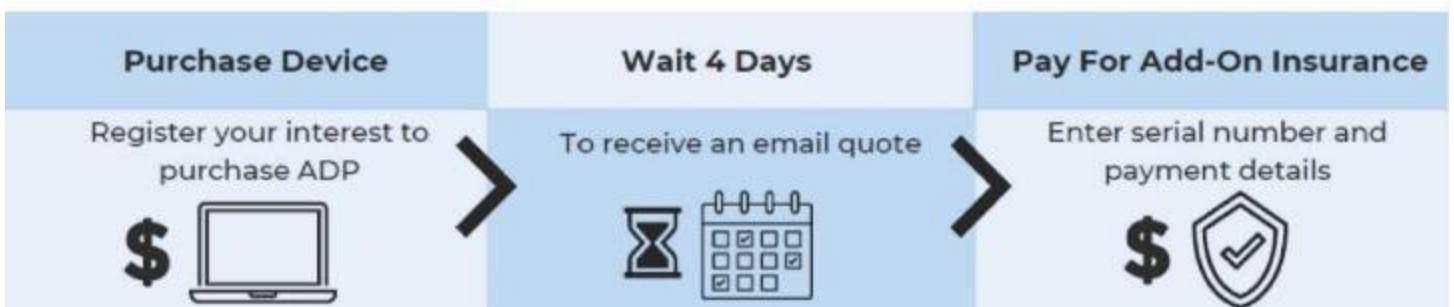 Purchase Device
Register your interest to
purchase ADP
$
Wait 4 Days
To receive an email quote
Pay For Add-On Insurance
Enter serial number and
payment details
$